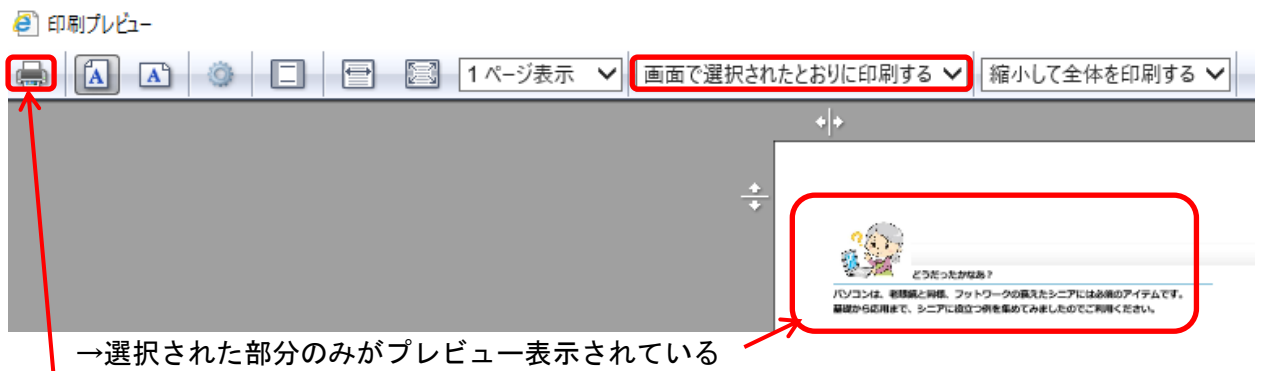 印刷プレビュー
A A 1 ページ表示 画面で選択されたとおりに印刷する 縮小して全体を印刷する
どうだったかなあ？
パソコンは、老眼鏡と同様、フットワークの衰えたシニアには必須のアイテムです。
基礎から応用まで、シニアに役立つ例を集めてみましたのでご利用ください。
→選択された部分のみがプレビュー表示されている